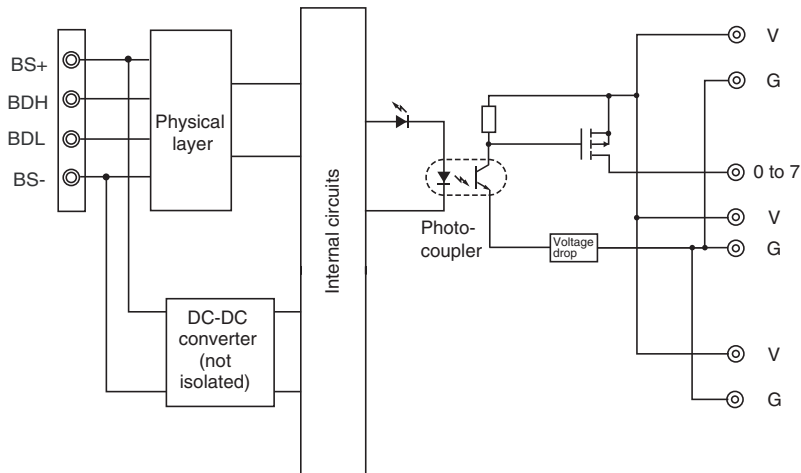 BS+
BDH
BDL
BS-
Physical
layer
DC-DC
converter
(not
isolated)
Internal circuits
Photo-
coupler
Voltage
drop
V
G
0 to 7
V
G
V
G